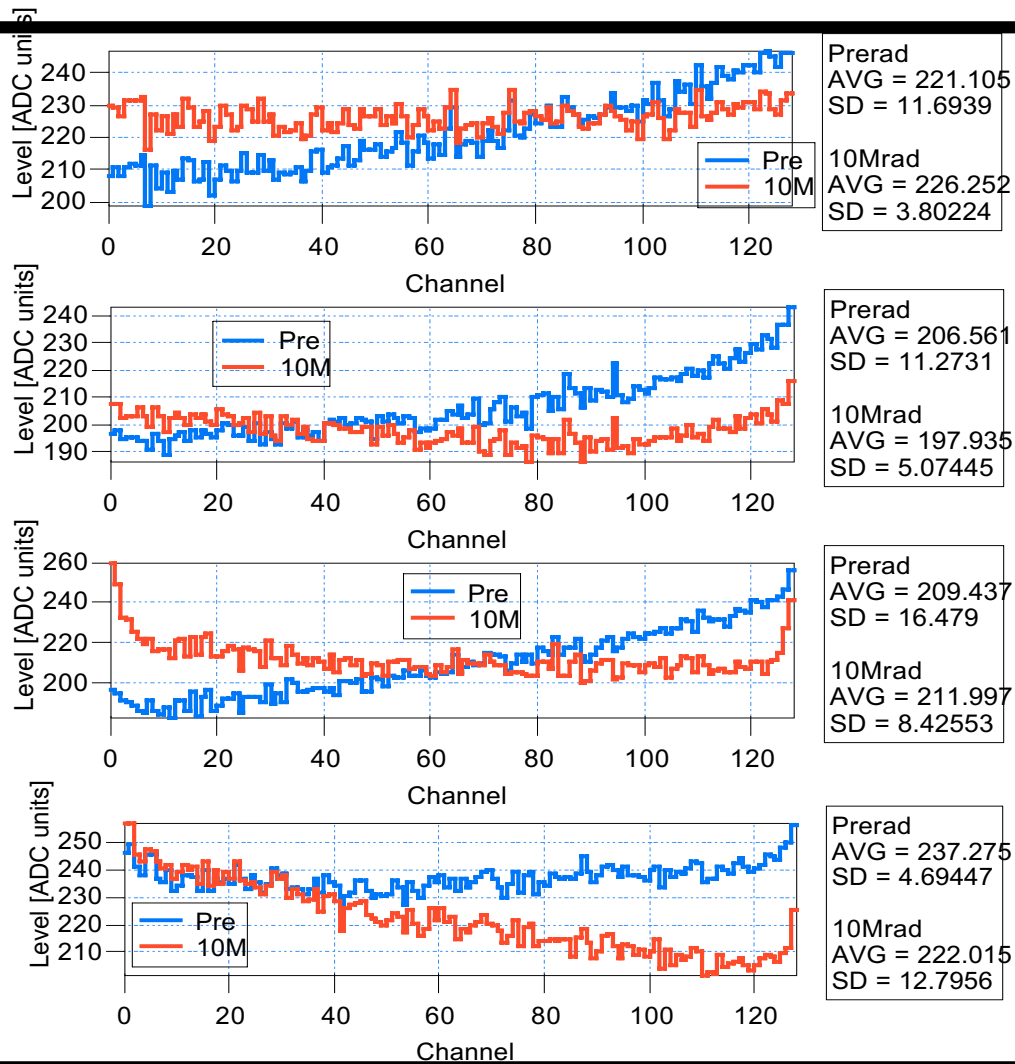 Level [ADC units]
240
230
220
210
200
Pre
10M
0 20 40 60 80 100 120
Channel
Prerad
AVG = 221.105
SD = 11.6939
10Mrad
AVG = 226.252
SD = 3.80224
Level [ADC units]
240
230
220
210
200
190
Pre
10M
0 20 40 60 80 100 120
Channel
Prerad
AVG = 206.561
SD = 11.2731
10Mrad
AVG = 197.935
SD = 5.07445
Level [ADC units]
260
240
220
200
Pre
10M
0 20 40 60 80 100 120
Channel
Prerad
AVG = 209.437
SD = 16.479
10Mrad
AVG = 211.997
SD = 8.42553
Level [ADC units]
250
240
230
220
210
Pre
10M
0 20 40 60 80 100 120
Channel
Prerad
AVG = 237.275
SD = 4.69447
10Mrad
AVG = 222.015
SD = 12.7956